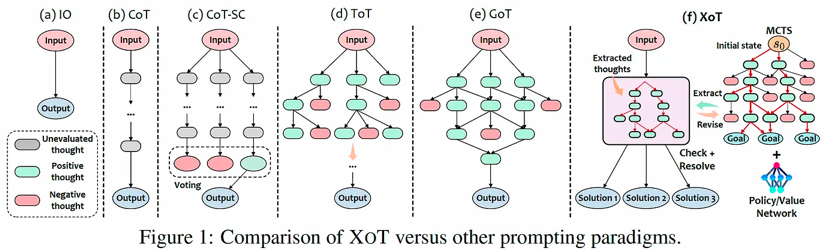 (a) IO
Input
Output
Unevaluated
thought
Positive
thought
Negative
thought
(b) CoT
Input
...
Output
(c) CoT-SC
Input
... ... ...
Voting
Output
(d) ToT
Input
...
Output
(e) GoT
Input
Output
(f) XoT
Input
Extracted
thoughts
Solution 1 Solution 2 Solution 3
Check +
Resolve
MCTS
Initial state
s0
Extract
Revise
Goal Goal Goal
+
Policy/Value
Network
Figure 1: Comparison of XOT versus other prompting paradigms.